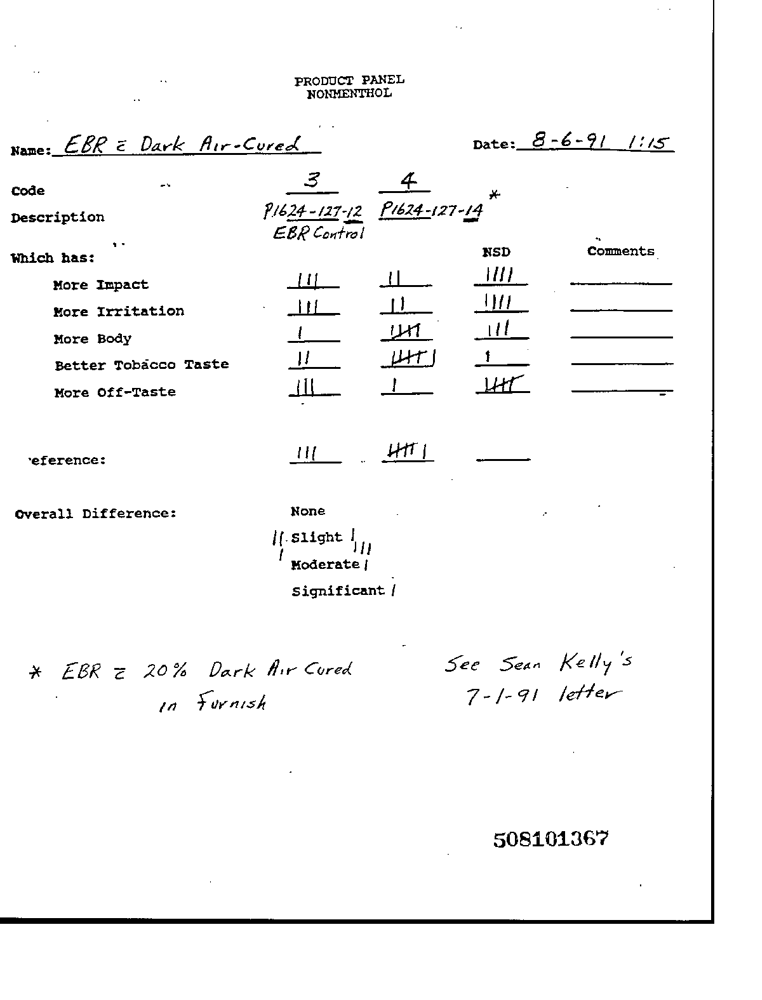 PRODUCT PANEL
NONMENTHOL
Name: EBR c̄ Dark Air-Cured Date: 8-6-91 1:15
Code 3 4
Description P1624-127-12 P1624-127-14 *
EBR Control
Which has: NSD Comments
More Impact III II IIII
More Irritation III II IIII
More Body I IIIII III
Better Tobacco Taste II IIIII I I
More Off-Taste III I IIIII
eference: III IIIII I
Overall Difference: None
II Slight I
I III
Moderate I
Significant I
* EBR c̄ 20% Dark Air Cured See Sean Kelly's
in Furnish 7-1-91 letter
508101367